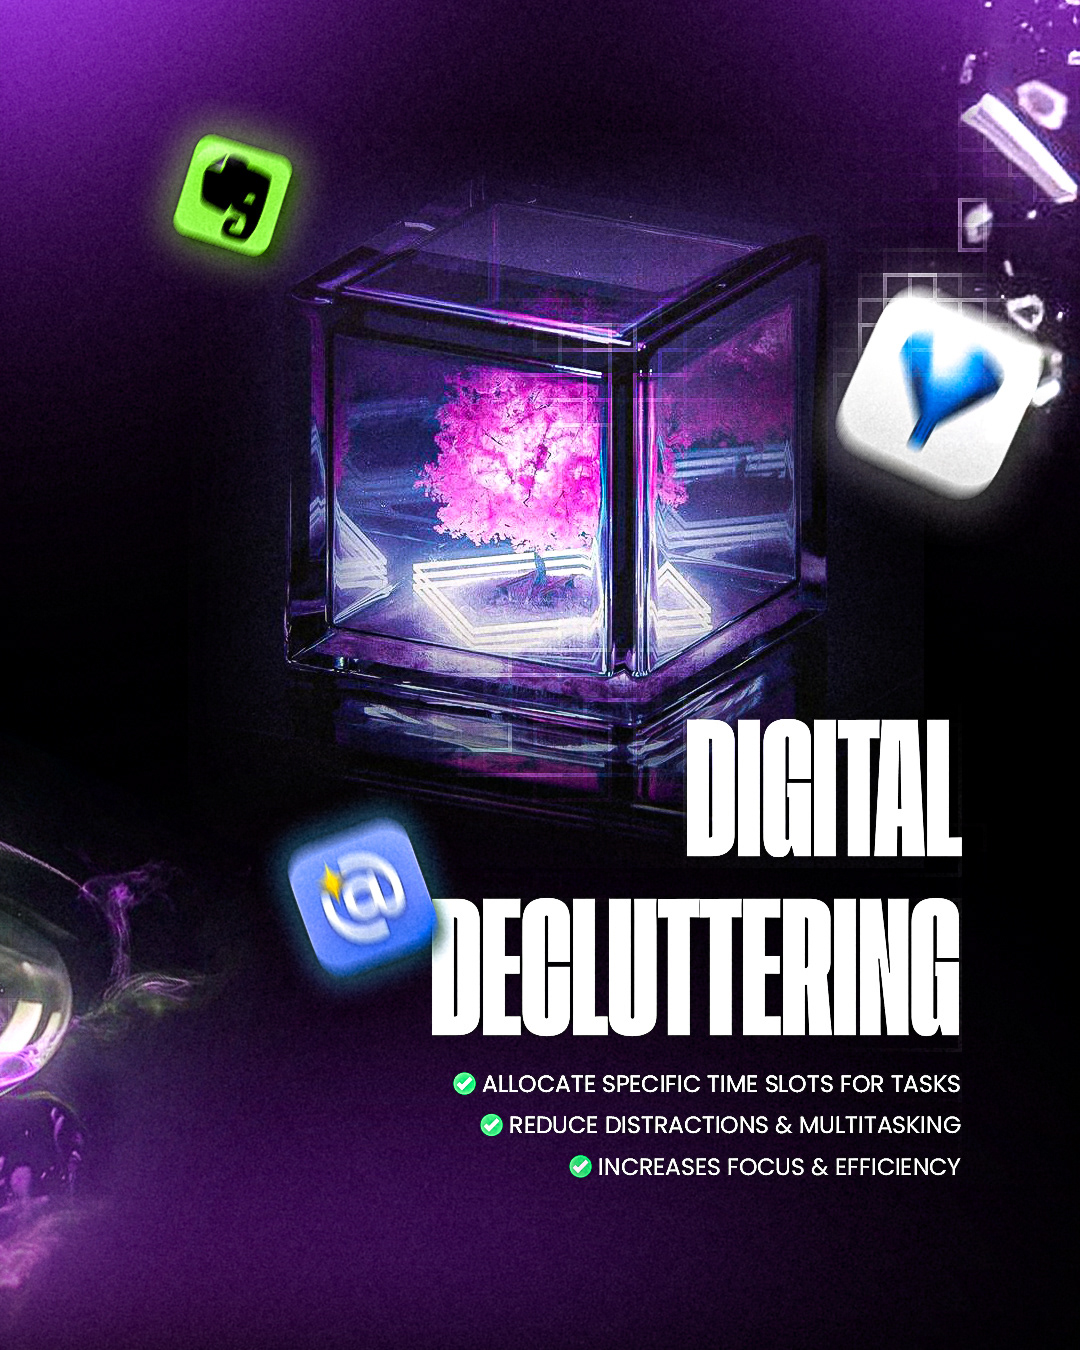 DIGITAL
DECLUTTERING
ALLOCATE SPECIFIC TIME SLOTS FOR TASKS
REDUCE DISTRACTIONS & MULTITASKING
INCREASES FOCUS & EFFICIENCY